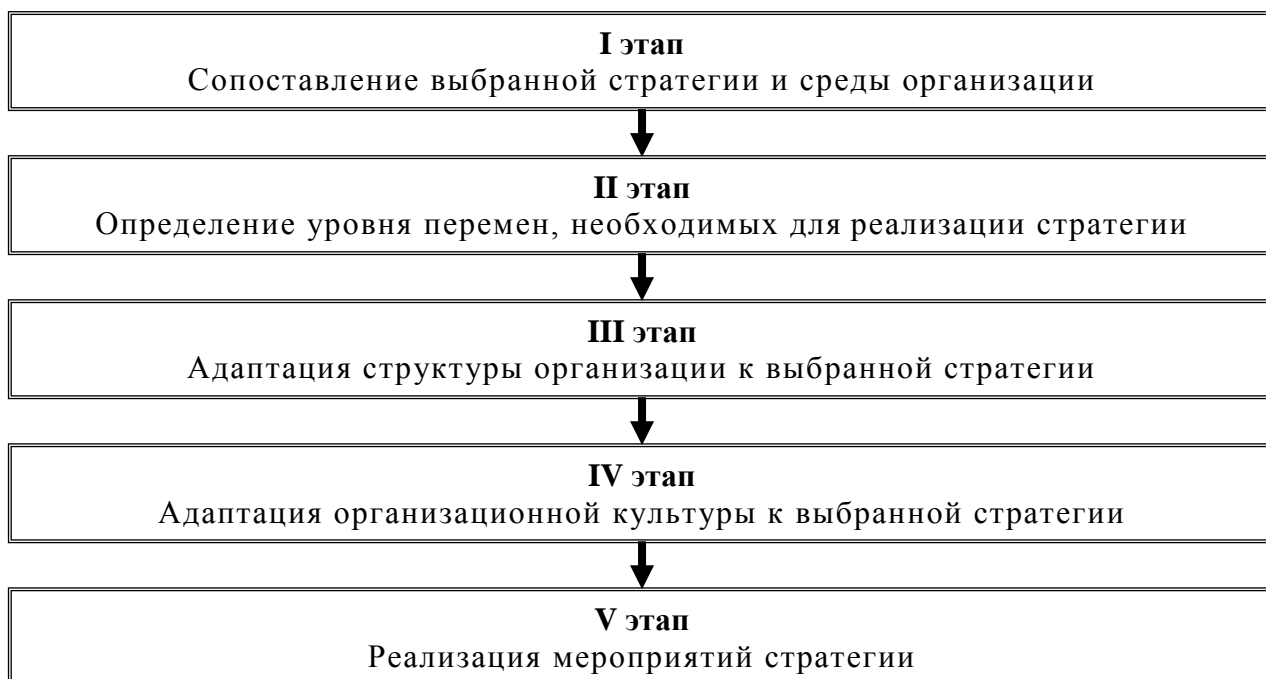 I этап
Сопоставление выбранной стратегии и среды организации
II этап
Определение уровня перемен, необходимых для реализации стратегии
III этап
Адаптация структуры организации к выбранной стратегии
IV этап
Адаптация организационной культуры к выбранной стратегии
V этап
Реализация мероприятий стратегии